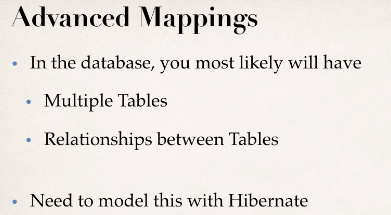 Advanced Mappings
• In the database, you most likely will have
• Multiple Tables
• Relationships between Tables
• Need to model this with Hibernate